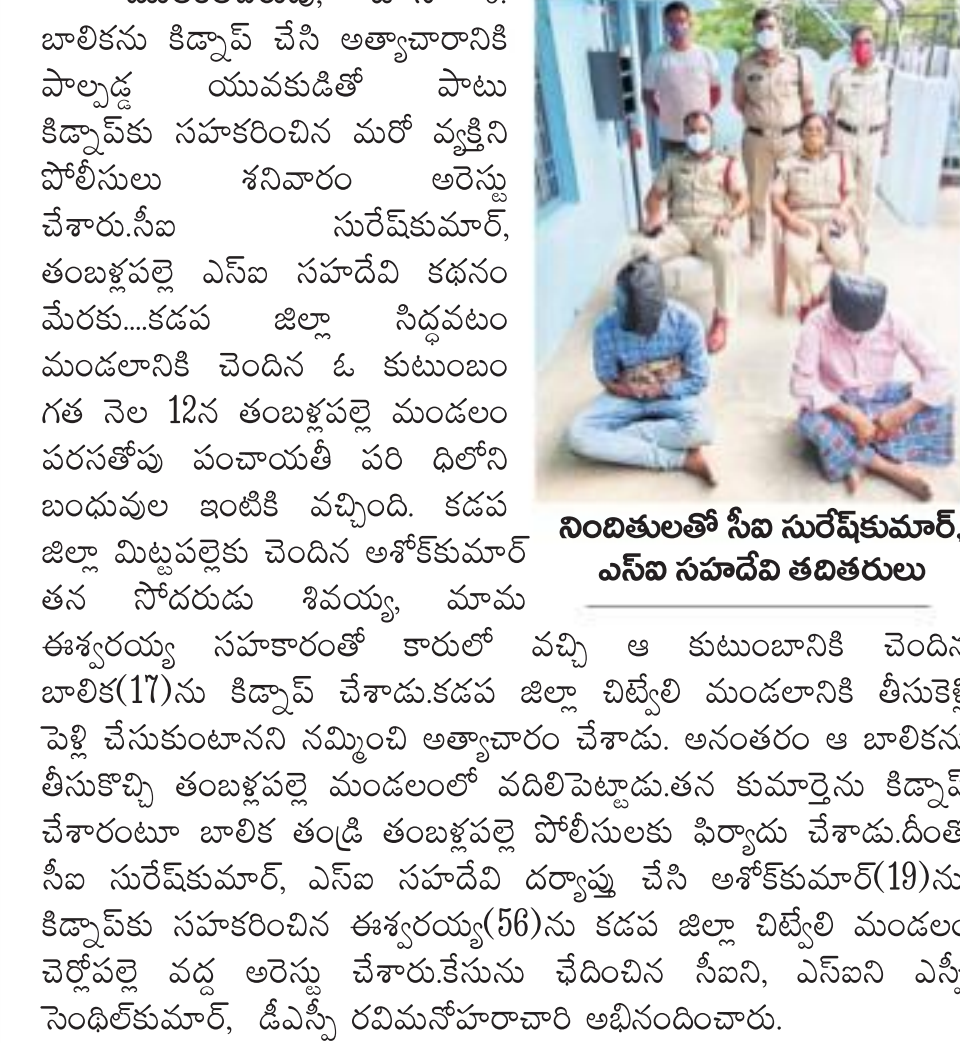 బాలికను కిడ్నాప్ చేసి అత్యాచారానికి
పాల్పడ్డ యువకుడితో పాటు
కిడ్నాప్‌కు సహకరించిన మరో వ్యక్తిని
పోలీసులు శనివారం అరెస్టు
చేశారు.సీఐ సురేష్‌కుమార్,
తంబళ్లపల్లె ఎస్ఐ సహదేవి కథనం
మేరకు....కడప జిల్లా సిద్ధవటం
మండలానికి చెందిన ఓ కుటుంబం
గత నెల 12న తంబళ్లపల్లె మండలం
పరసతోపు పంచాయతీ పరి ధిలోని
బంధువుల ఇంటికి వచ్చింది. కడప
జిల్లా మిట్టపల్లెకు చెందిన అశోక్‌కుమార్
తన సోదరుడు శివయ్య, మామ
నిందితులతో సీఐ సురేష్‌కుమార్,
ఎస్ఐ సహదేవి తదితరులు
ఈశ్వరయ్య సహకారంతో కారులో వచ్చి ఆ కుటుంబానికి చెందిన
బాలిక(17)ను కిడ్నాప్ చేశాడు.కడప జిల్లా చిట్వేలి మండలానికి తీసుకెళ్లి
పెళ్లి చేసుకుంటానని నమ్మించి అత్యాచారం చేశాడు. అనంతరం ఆ బాలికను
తీసుకొచ్చి తంబళ్లపల్లె మండలంలో వదిలిపెట్టాడు.తన కుమార్తెను కిడ్నాప్
చేశారంటూ బాలిక తండ్రి తంబళ్లపల్లె పోలీసులకు ఫిర్యాదు చేశాడు.దీంతో
సీఐ సురేష్‌కుమార్, ఎస్ఐ సహదేవి దర్యాప్తు చేసి అశోక్‌కుమార్(19)ను
కిడ్నాప్‌కు సహకరించిన ఈశ్వరయ్య(56)ను కడప జిల్లా చిట్వేలి మండలం
చెర్లోపల్లె వద్ద అరెస్టు చేశారు.కేసును ఛేదించిన సీఐని, ఎస్ఐని ఎస్పీ
సెంథిల్‌కుమార్, డీఎస్పీ రవిమనోహరాచారి అభినందించారు.